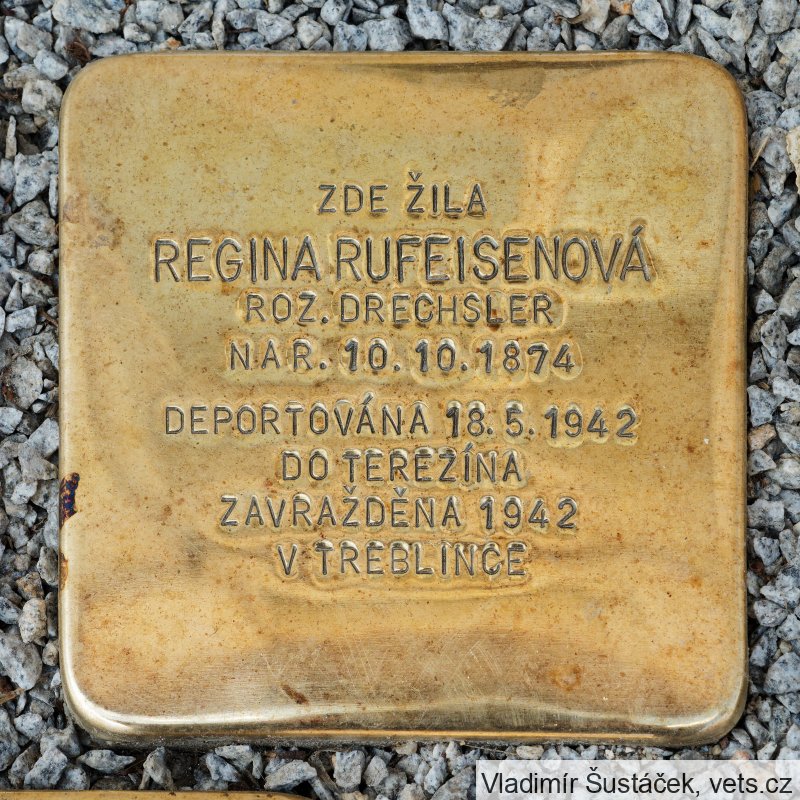 ZDE ŽILA
REGINA RUFEISENOVÁ
ROZ. DRECHSLER
NAR. 10.10.1874
DEPORTOVÁNA 18.5.1942
DO TEREZÍNA
ZAVRAŽDĚNA 1942
V TREBLINCE
Vladimír Šustáček, vets.cz